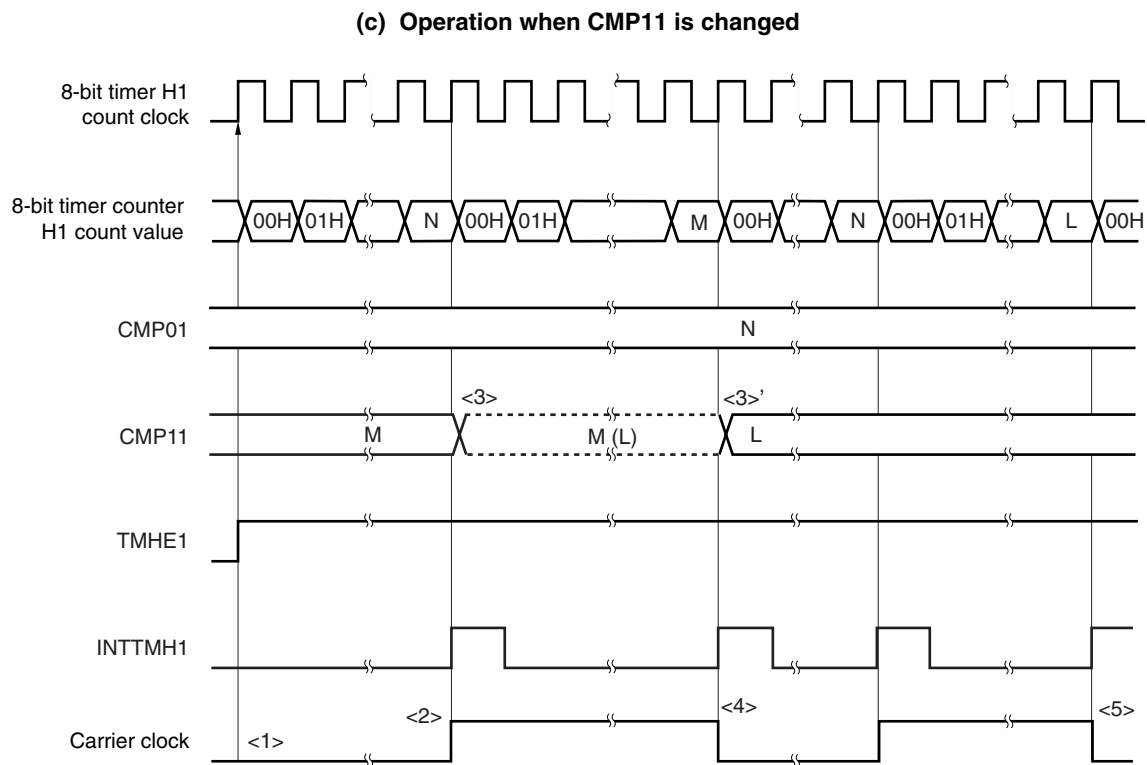 (c) Operation when CMP11 is changed
8-bit timer H1
count clock
8-bit timer counter
H1 count value
00H 01H N 00H 01H M 00H N 00H 01H L 00H
CMP01
N
<3> <3>’
CMP11
M M (L) L
TMHE1
INTTMH1
<2> <4> <5>
Carrier clock
<1>